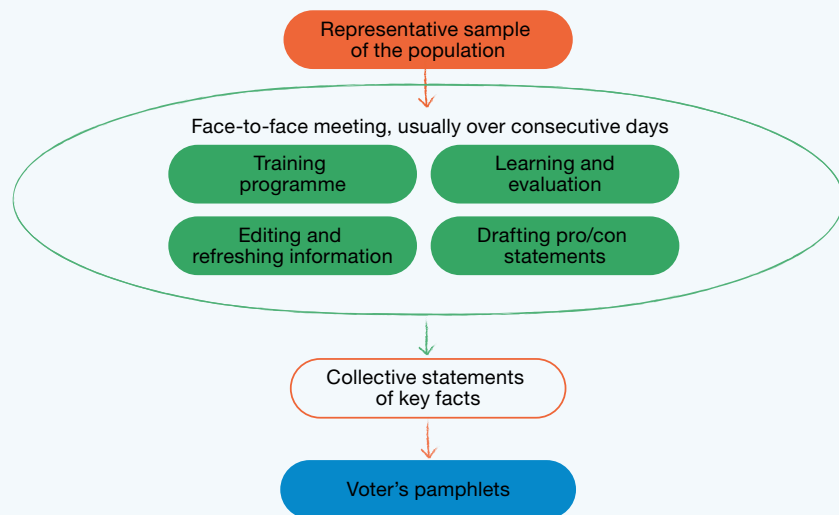 Representative sample
of the population
Face-to-face meeting, usually over consecutive days
Training
programme
Learning and
evaluation
Editing and
refreshing information
Drafting pro/con
statements
Collective statements
of key facts
Voter's pamphlets